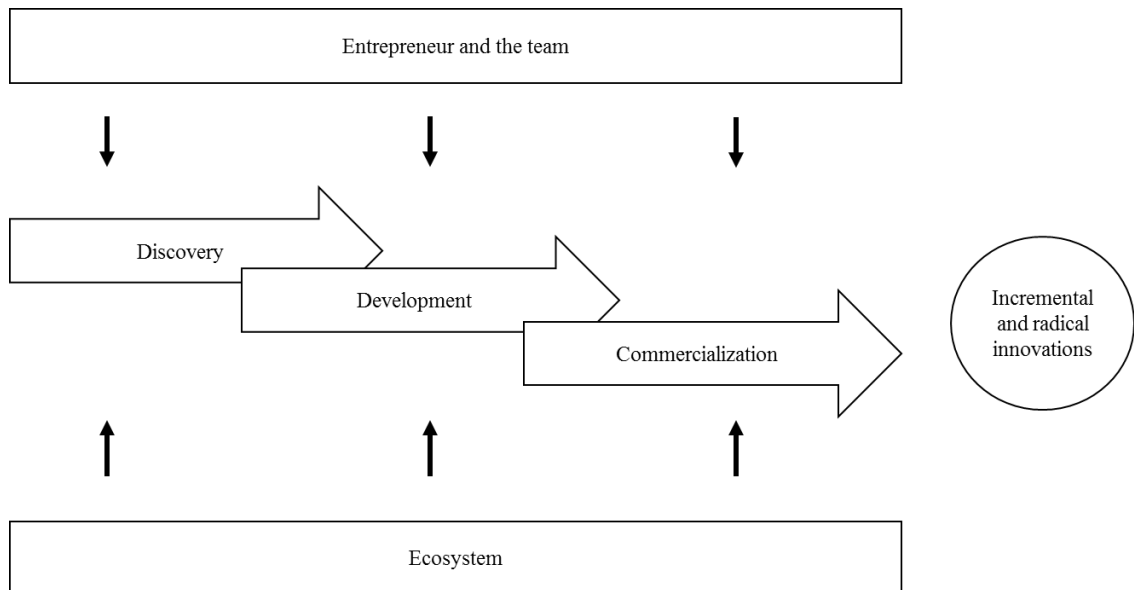 Entrepreneur and the team
Discovery
Development
Commercialization
Incremental
and radical
innovations
Ecosystem